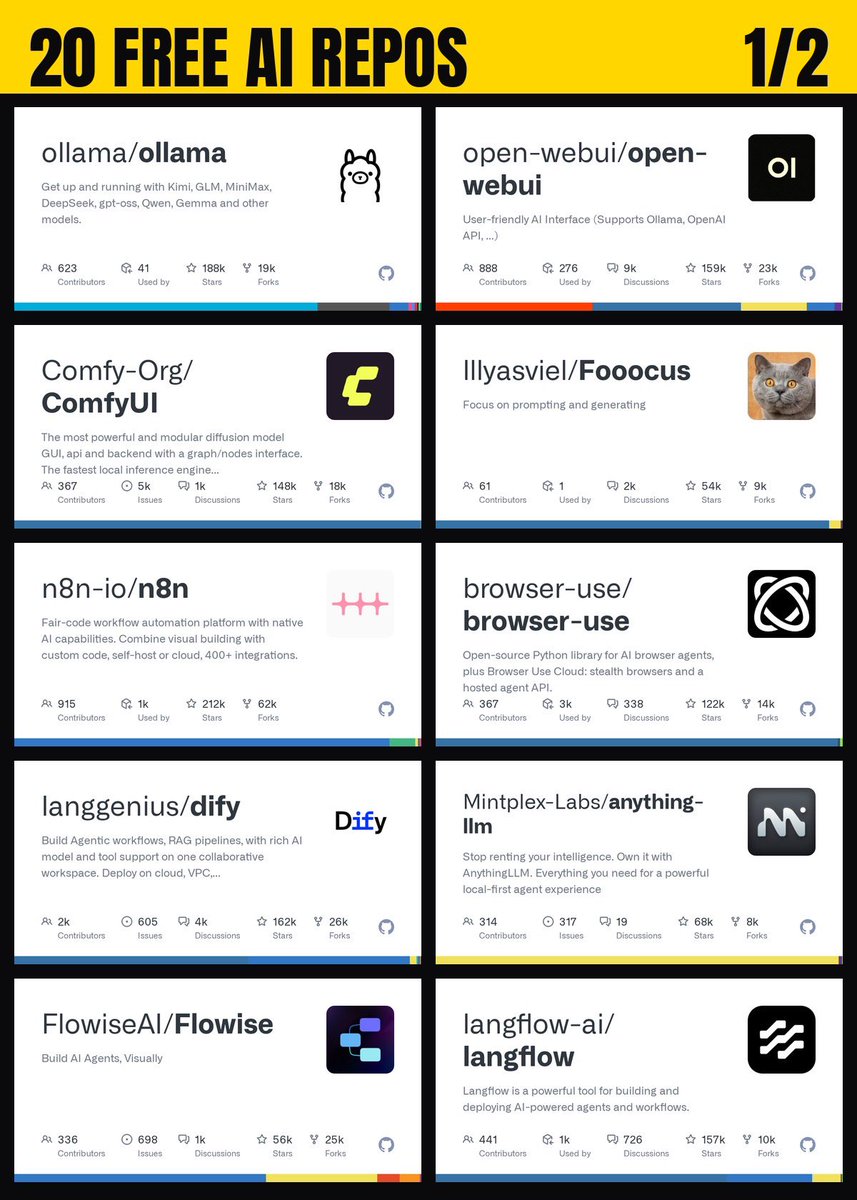 20 FREE AI REPOS
1/2
ollama/ollama
Get up and running with Kimi, GLM, MiniMax,
DeepSeek, gpt-oss, Qwen, Gemma and other
models.
623 41 188k 19k
Contributors Used by Stars Forks
open-webui/open-
webui
OI
User-friendly AI Interface (Supports Ollama, OpenAI
API, ...)
888 276 9k 159k 23k
Contributors Used by Discussions Stars Forks
Comfy-Org/
ComfyUI
The most powerful and modular diffusion model
GUI, api and backend with a graph/nodes interface.
The fastest local inference engine...
367 5k 1k 148k 18k
Contributors Issues Discussions Stars Forks
lllyasviel/Fooocus
Focus on prompting and generating
61 1 2k 54k 9k
Contributors Used by Discussions Stars Forks
n8n-io/n8n
Fair-code workflow automation platform with native
AI capabilities. Combine visual building with
custom code, self-host or cloud, 400+ integrations.
915 1k 212k 62k
Contributors Used by Stars Forks
browser-use/
browser-use
Open-source Python library for AI browser agents,
plus Browser Use Cloud: stealth browsers and a
hosted agent API.
367 3k 338 122k 14k
Contributors Used by Discussions Stars Forks
langgenius/dify
Dify
Build Agentic workflows, RAG pipelines, with rich AI
model and tool support on one collaborative
workspace. Deploy on cloud, VPC,...
2k 605 4k 162k 26k
Contributors Issues Discussions Stars Forks
Mintplex-Labs/anything-
llm
Stop renting your intelligence. Own it with
AnythingLLM. Everything you need for a powerful
local-first agent experience
314 317 19 68k 8k
Contributors Issues Discussions Stars Forks
FlowiseAI/Flowise
Build AI Agents, Visually
336 698 1k 56k 25k
Contributors Issues Discussions Stars Forks
langflow-ai/
langflow
Langflow is a powerful tool for building and
deploying AI-powered agents and workflows.
441 1k 726 157k 10k
Contributors Used by Discussions Stars Forks